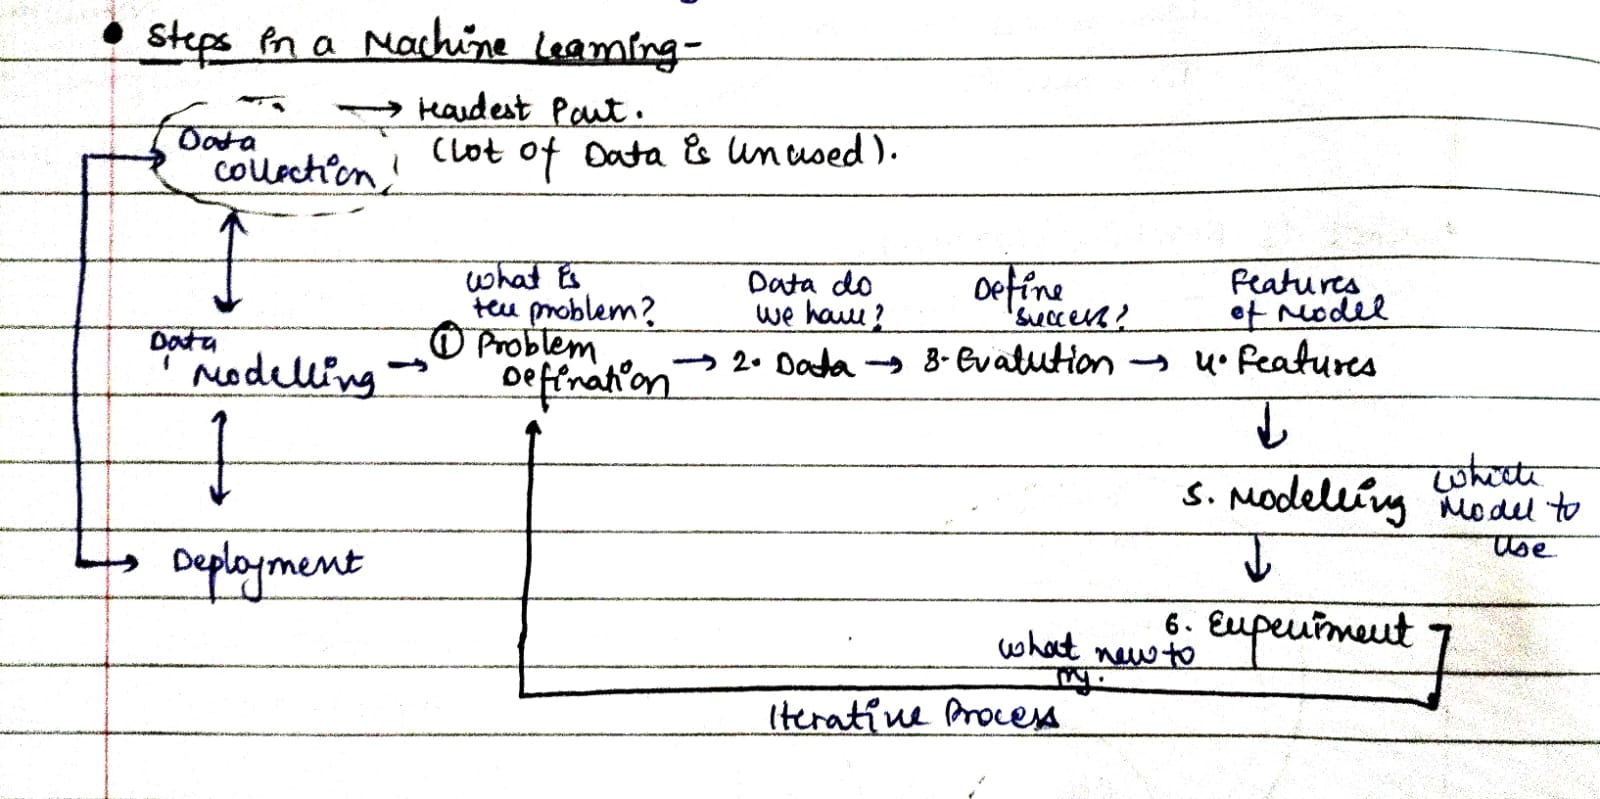 • Steps in a Machine Learning-
→ Hardest Part.
Data collection
(Lot of Data is Unused).
What is the problem?
Data do we have?
Define success?
Features of Model
Data Modelling → ① Problem Defination → 2. Data → 3. Evalution → 4. Features
5. Modelling
Which Model to Use
Deployment
6. Experiment
What new to try.
Iterative Process